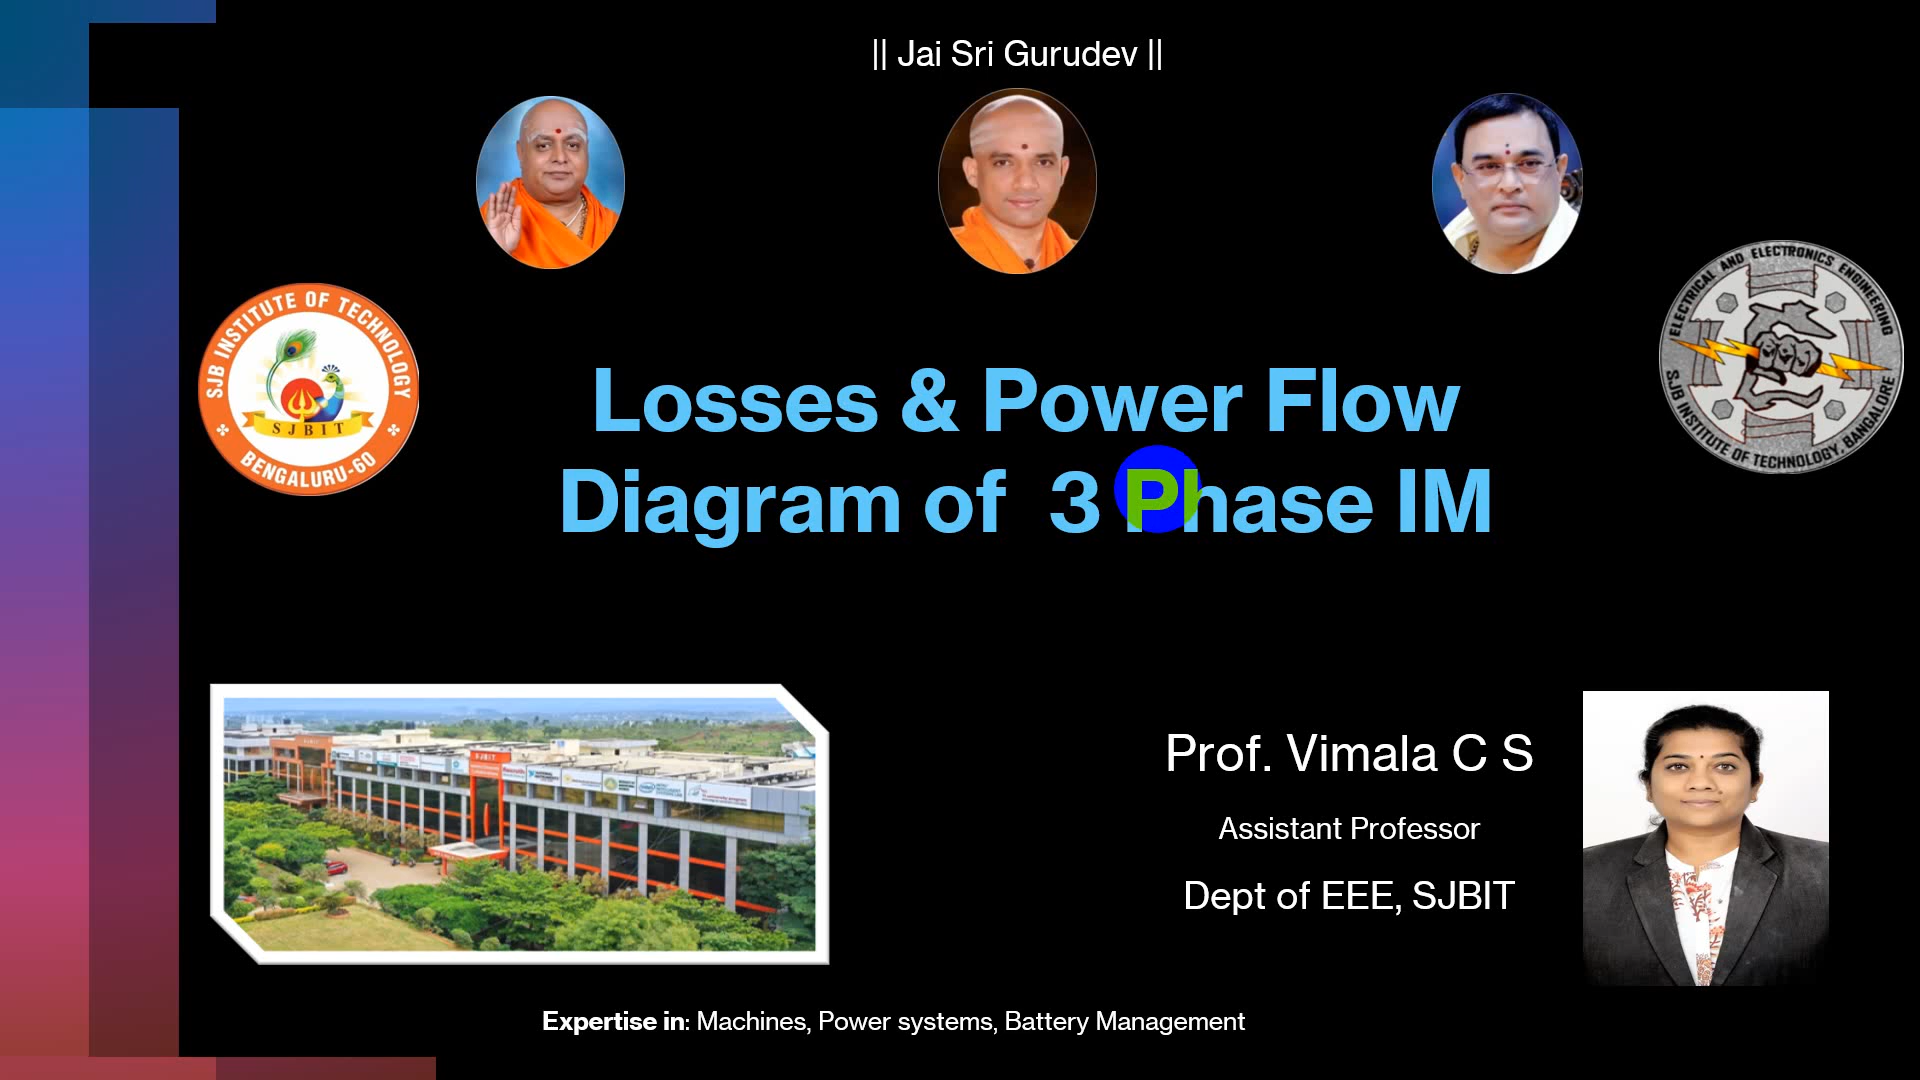 || Jai Sri Gurudev ||
SJB INSTITUTE OF TECHNOLOGY
SJBIT
BENGALURU-60
ELECTRICAL AND ELECTRONICS ENGINEERING
SJB INSTITUTE OF TECHNOLOGY, BANGALORE
Losses & Power Flow
Diagram of 3 Phase IM
SJBIT
Prof. Vimala C S
Assistant Professor
Dept of EEE, SJBIT
Expertise in: Machines, Power systems, Battery Management